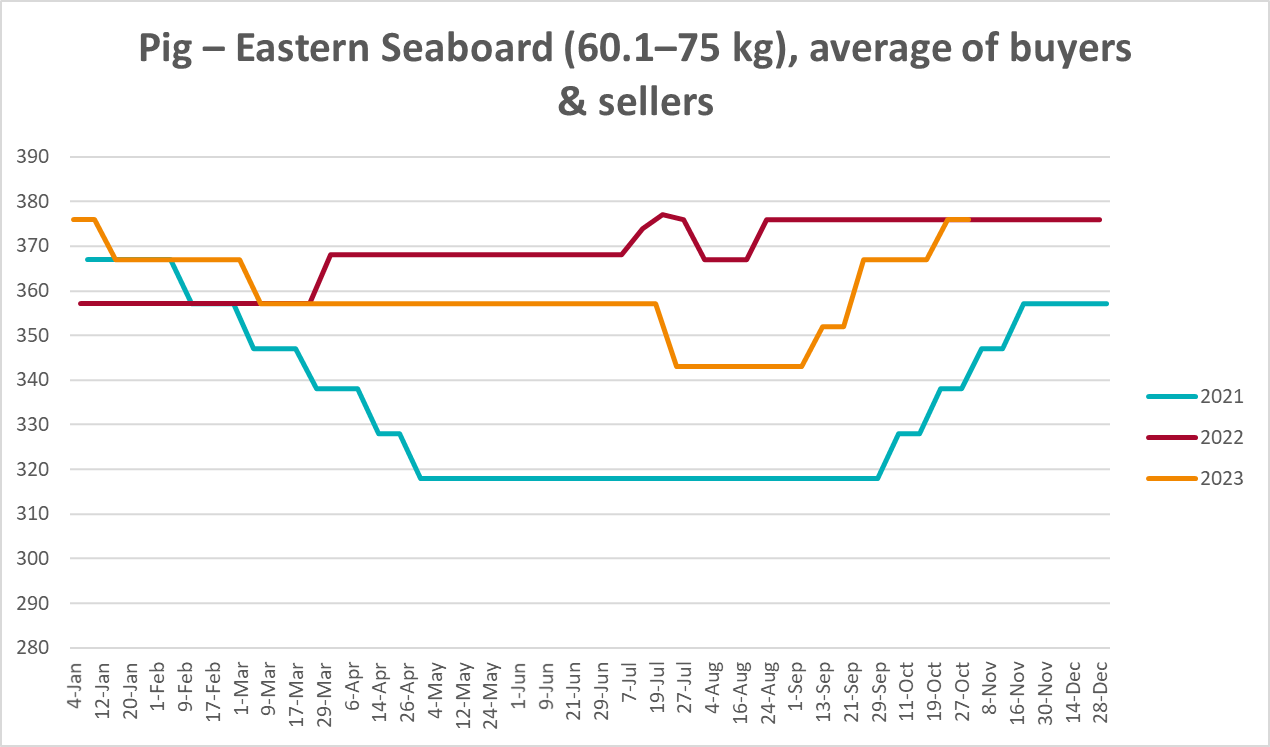 Pig – Eastern Seaboard (60.1–75 kg), average of buyers
& sellers
390
380
370
360
350
340
330
320
310
300
290
280
4-Jan
12-Jan
20-Jan
1-Feb
9-Feb
17-Feb
1-Mar
9-Mar
17-Mar
29-Mar
6-Apr
14-Apr
26-Apr
4-May
12-May
24-May
1-Jun
9-Jun
21-Jun
29-Jun
7-Jul
19-Jul
27-Jul
4-Aug
16-Aug
24-Aug
1-Sep
13-Sep
21-Sep
29-Sep
11-Oct
19-Oct
27-Oct
8-Nov
16-Nov
30-Nov
14-Dec
28-Dec
2021
2022
2023